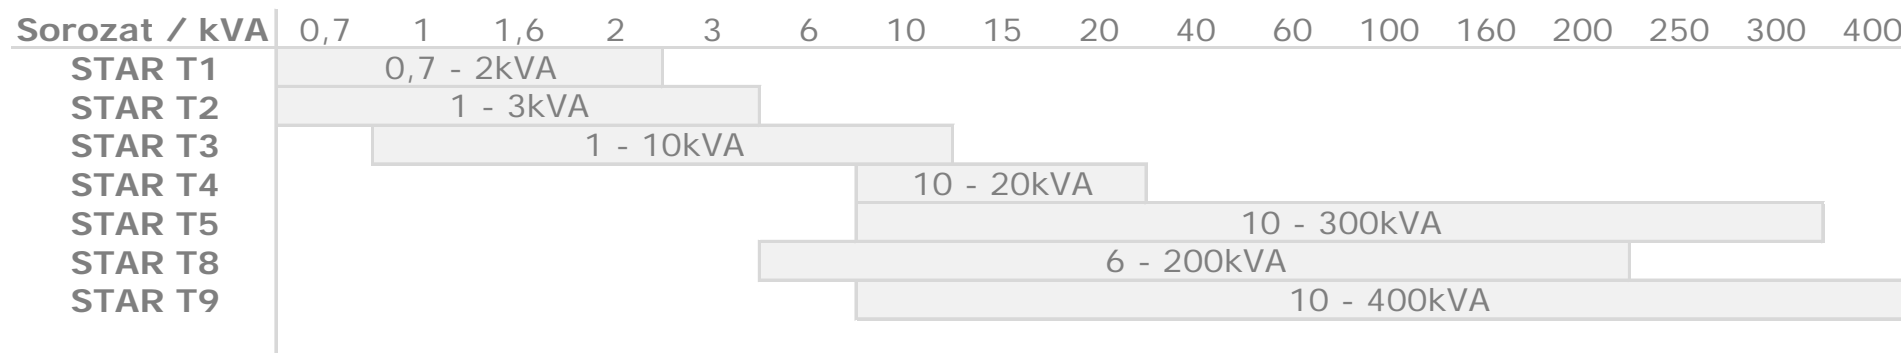 Sorozat / kVA 0,7 1 1,6 2 3 6 10 15 20 40 60 100 160 200 250 300 400
STAR T1 0,7 - 2kVA
STAR T2 1 - 3kVA
STAR T3 1 - 10kVA
STAR T4 10 - 20kVA
STAR T5 10 - 300kVA
STAR T8 6 - 200kVA
STAR T9 10 - 400kVA